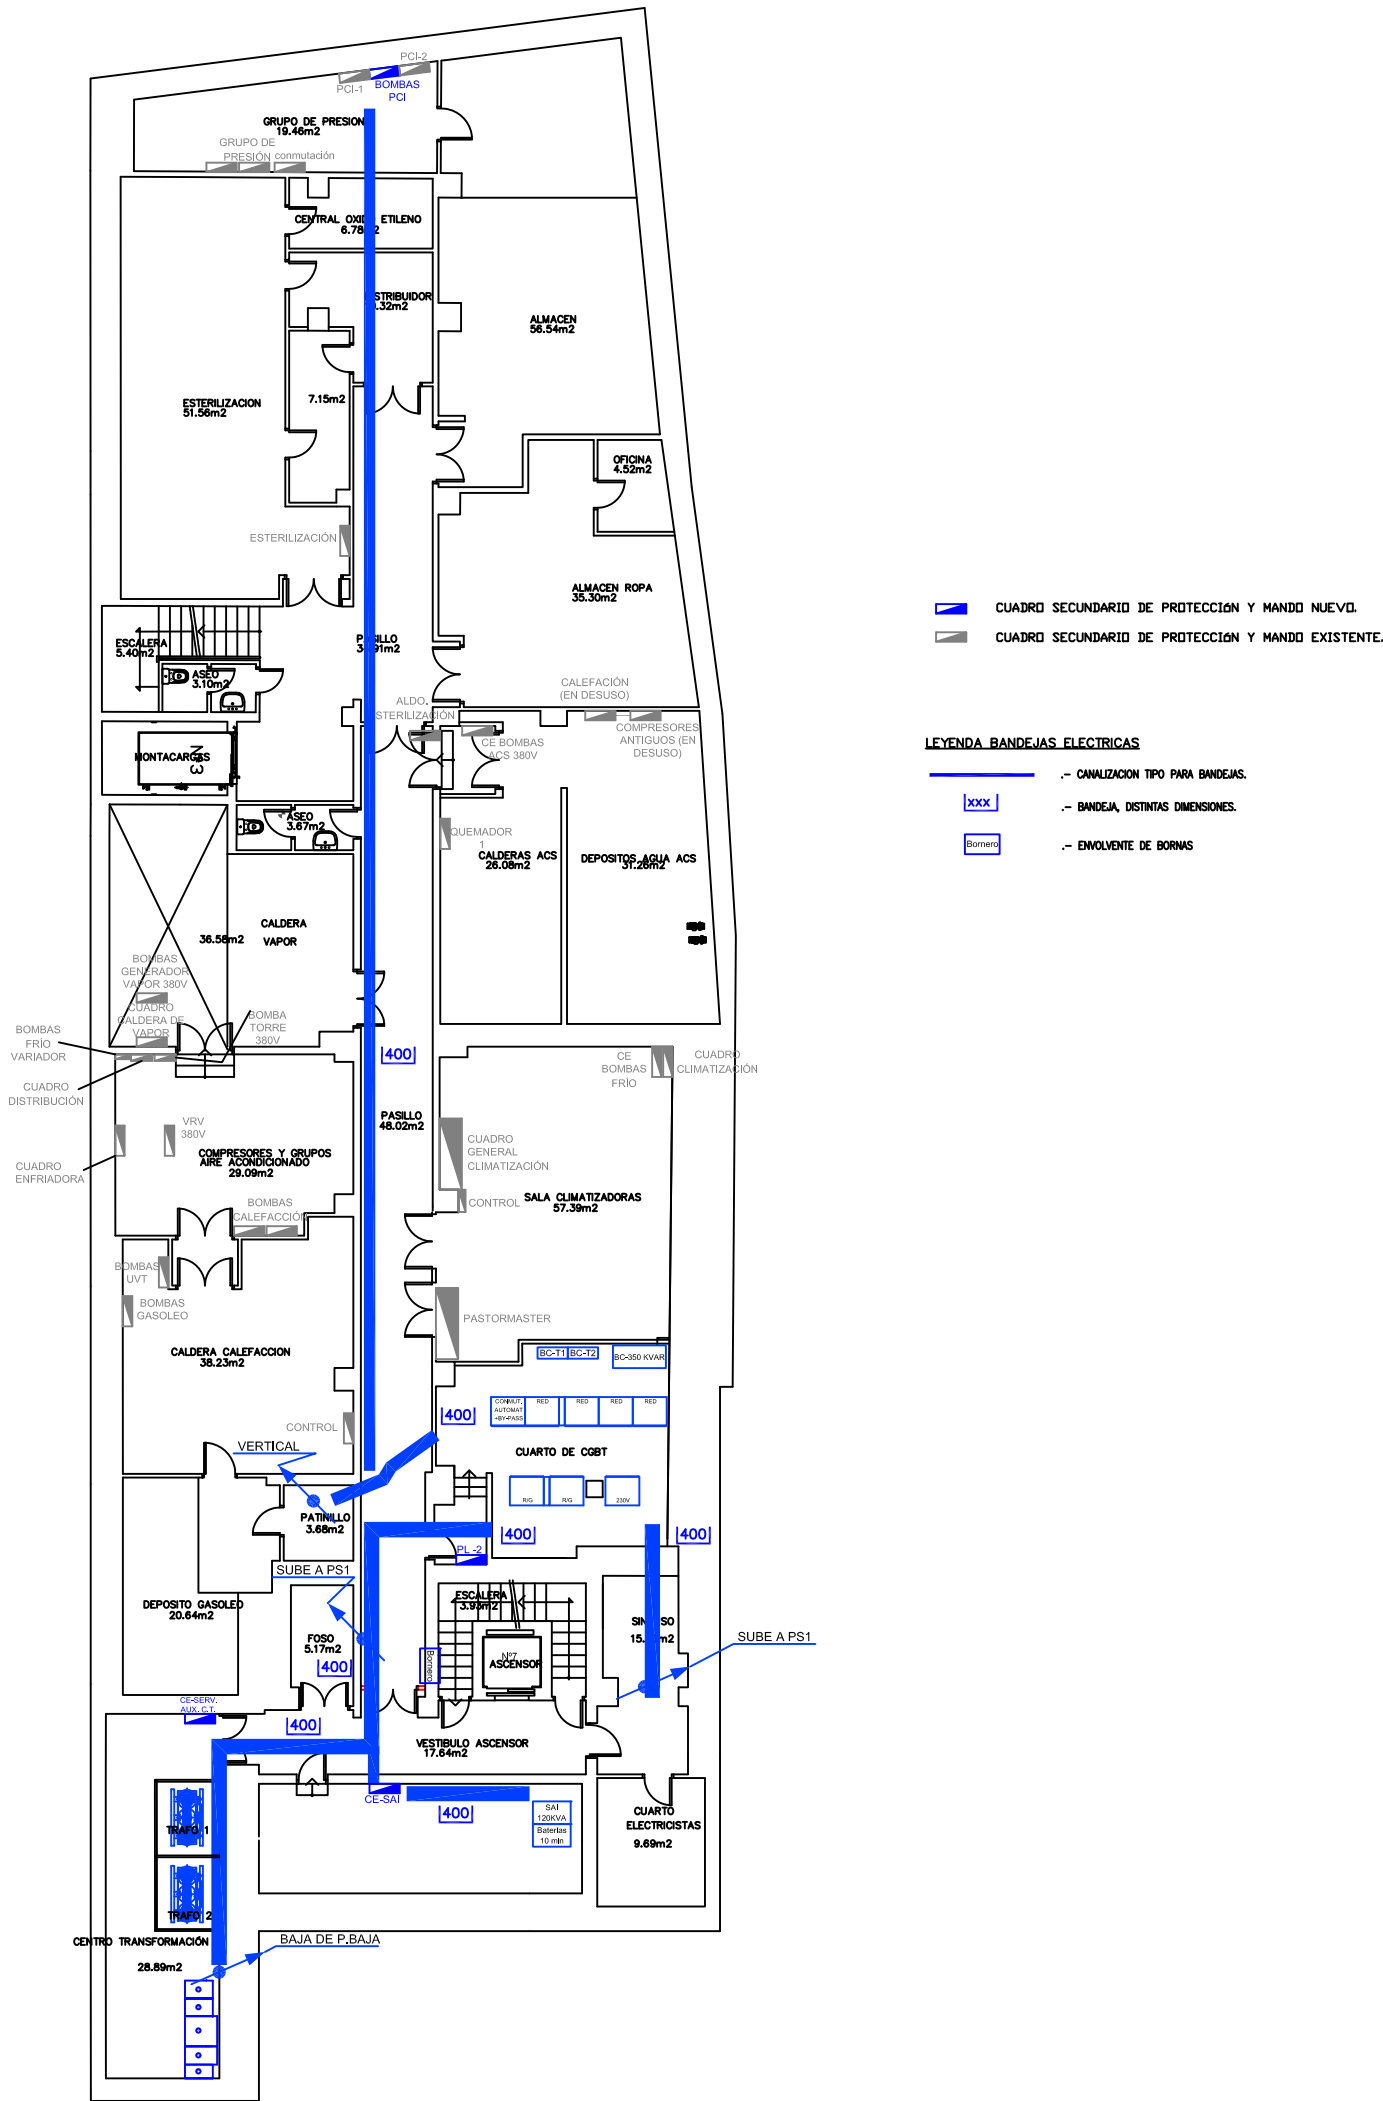 PCI-2
PCI-1
BOMBAS
PCI
GRUPO DE PRESION
19.46m2
GRUPO DE
PRESIÓN
conmutación
CENTRAL OXIDO ETILENO
ALMACEN
56.54m2
ESTERILIZACION
51.56m2
7.15m2
OFICINA
4.52m2
ESTERILIZACIÓN
ALMACEN ROPA
35.30m2
CUADRO SECUNDARIO DE PROTECCIóN Y MANDO NUEVO.
CUADRO SECUNDARIO DE PROTECCIóN Y MANDO EXISTENTE.
ESCALERA
5.40m2
ASEO
3.10m2
PASILLO
CALEFACIÓN
(EN DESUSO)
ALDO.
CE BOMBAS
ACS 380V
COMPRESORES
ANTIGUOS (EN
DESUSO)
MONTACARGAS
Nº3
LEYENDA BANDEJAS ELECTRICAS
.- CANALIZACION TIPO PARA BANDEJAS.
xxx
.- BANDEJA, DISTINTAS DIMENSIONES.
Bornero
.- ENVOLVENTE DE BORNAS
ASEO
3.67m2
QUEMADOR
1
CALDERAS ACS
26.08m2
DEPOSITOS AGUA ACS
31.26m2
CALDERA
VAPOR
36.58m2
BOMBAS
GENERADOR
VAPOR 380V
CUADRO
CALDERA DE
VAPOR
BOMBA
TORRE
380V
BOMBAS
FRÍO
VARIADOR
CUADRO
DISTRIBUCIÓN
400
CE
BOMBAS
FRÍO
CUADRO
CLIMATIZACIÓN
PASILLO
48.02m2
VRV
380V
COMPRESORES Y GRUPOS
AIRE ACONDICIONADO
29.09m2
CUADRO
ENFRIADORA
CUADRO
GENERAL
CLIMATIZACIÓN
CONTROL
SALA CLIMATIZADORAS
57.39m2
BOMBAS
CALEFACCIÓN
BOMBAS
UVT
BOMBAS
GASOLEO
PASTORMASTER
CALDERA CALEFACCION
38.23m2
BC-T1
BC-T2
BC-350 KVAR
CONMUT.
AUTOMAT
+BY-PASS
RED
RED
RED
RED
400
CONTROL
VERTICAL
CUARTO DE CGBT
R/G
R/G
230V
PATINILLO
3.68m2
400
400
PL -2
SUBE A PS1
DEPOSITO GASOLEO
20.64m2
ESCALERA
3.93m2
FOSO
5.17m2
400
Bornero
Nº7
ASCENSOR
SUBE A PS1
CE-SERV.
AUX. C.T.
400
VESTIBULO ASCENSOR
17.64m2
CE-SAI
400
SAI
120KVA
Baterías
10 min
CUARTO
ELECTRICISTAS
9.69m2
TRAFO 1
TRAFO 2
CENTRO TRANSFORMACIÓN
28.89m2
BAJA DE P.BAJA